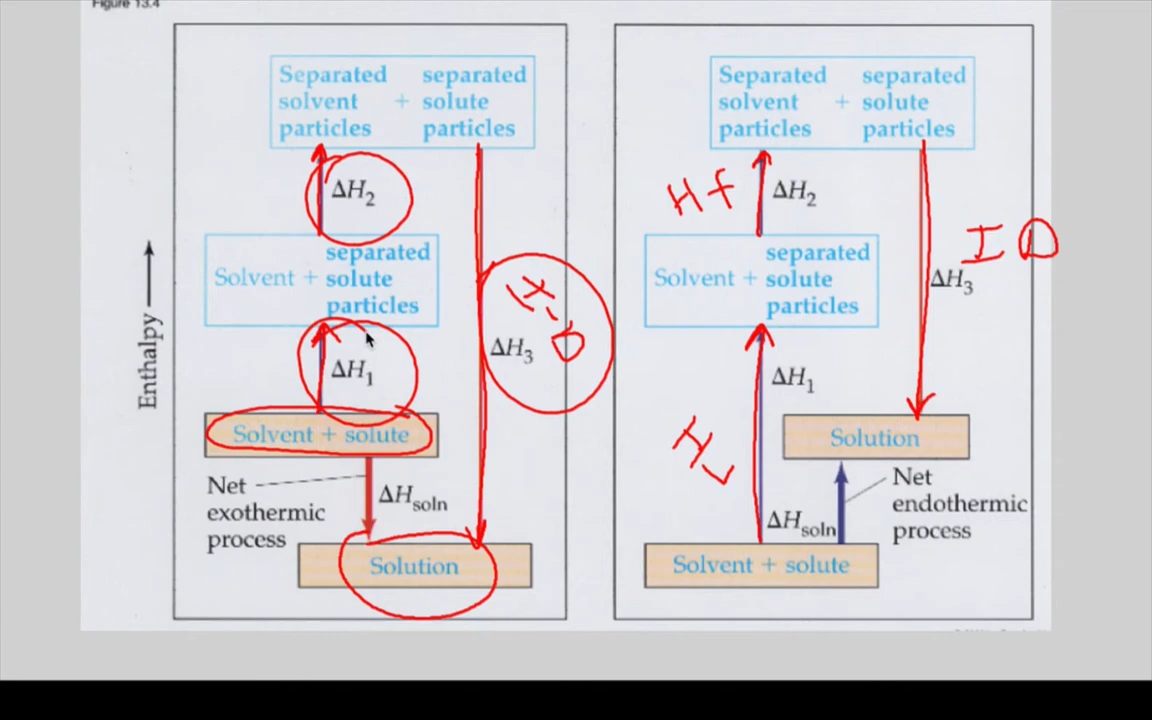 Figure 13.4
Enthalpy
Separated solvent particles + separated solute particles
ΔH2
Solvent + separated solute particles
ΔH1
ΔH3
Solvent + solute
Net exothermic process
ΔHsoln
Solution
Separated solvent particles + separated solute particles
Hf
ΔH2
I D
ΔH3
Solvent + separated solute particles
ΔH1
Solution
Net endothermic process
ΔHsoln
Solvent + solute